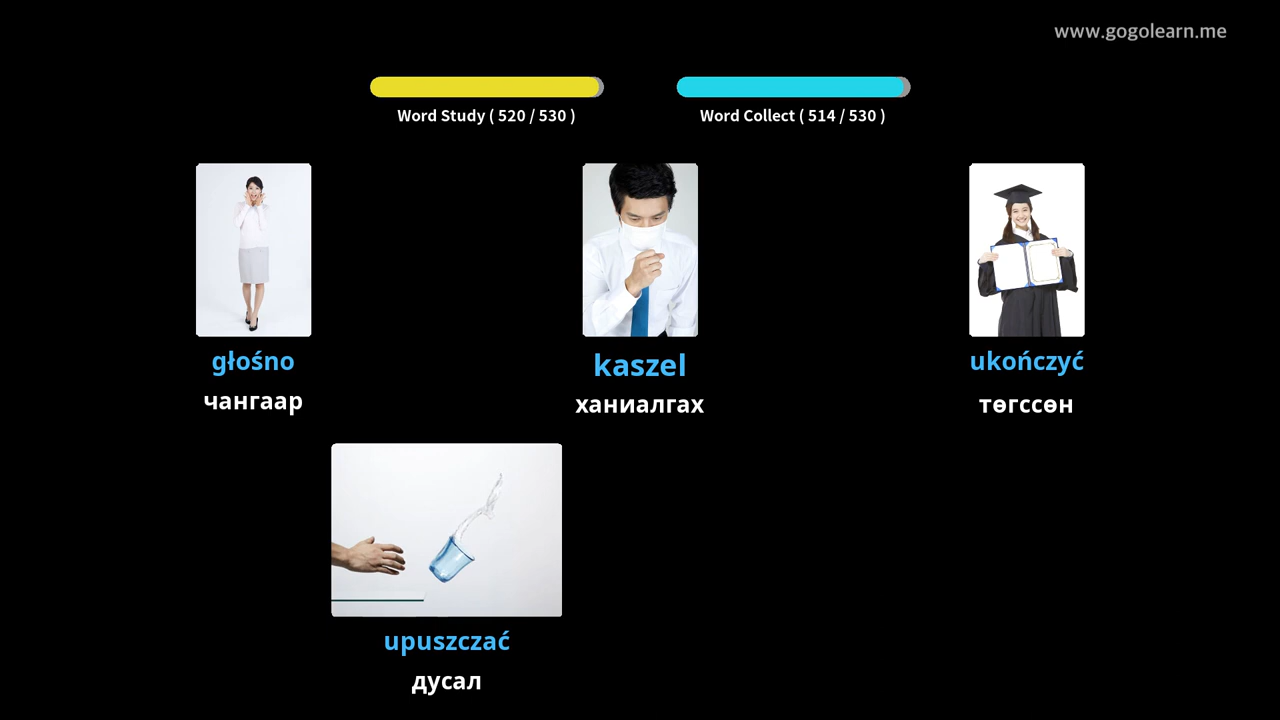 www.gogolearn.me
Word Study ( 520 / 530 )
Word Collect ( 514 / 530 )
głośno
чангаар
kaszel
ханиалгах
ukończyć
төгссөн
upuszczać
дусал